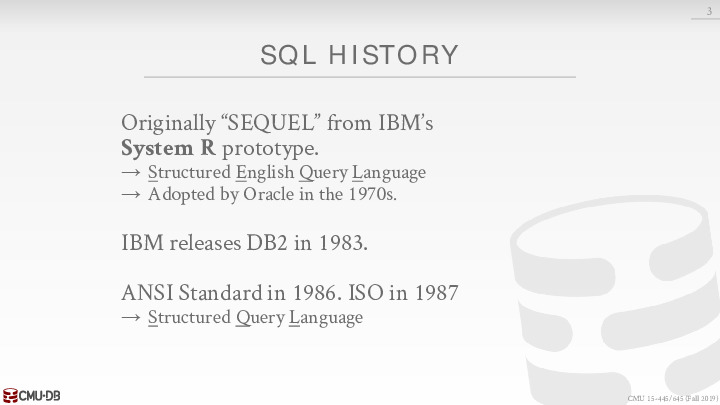 3
SQL HISTORY
Originally “SEQUEL” from IBM’s
System R prototype.
→ Structured English Query Language
→ Adopted by Oracle in the 1970s.
IBM releases DB2 in 1983.
ANSI Standard in 1986. ISO in 1987
→ Structured Query Language
CMU·DB
CMU 15-445/645 (Fall 2019)